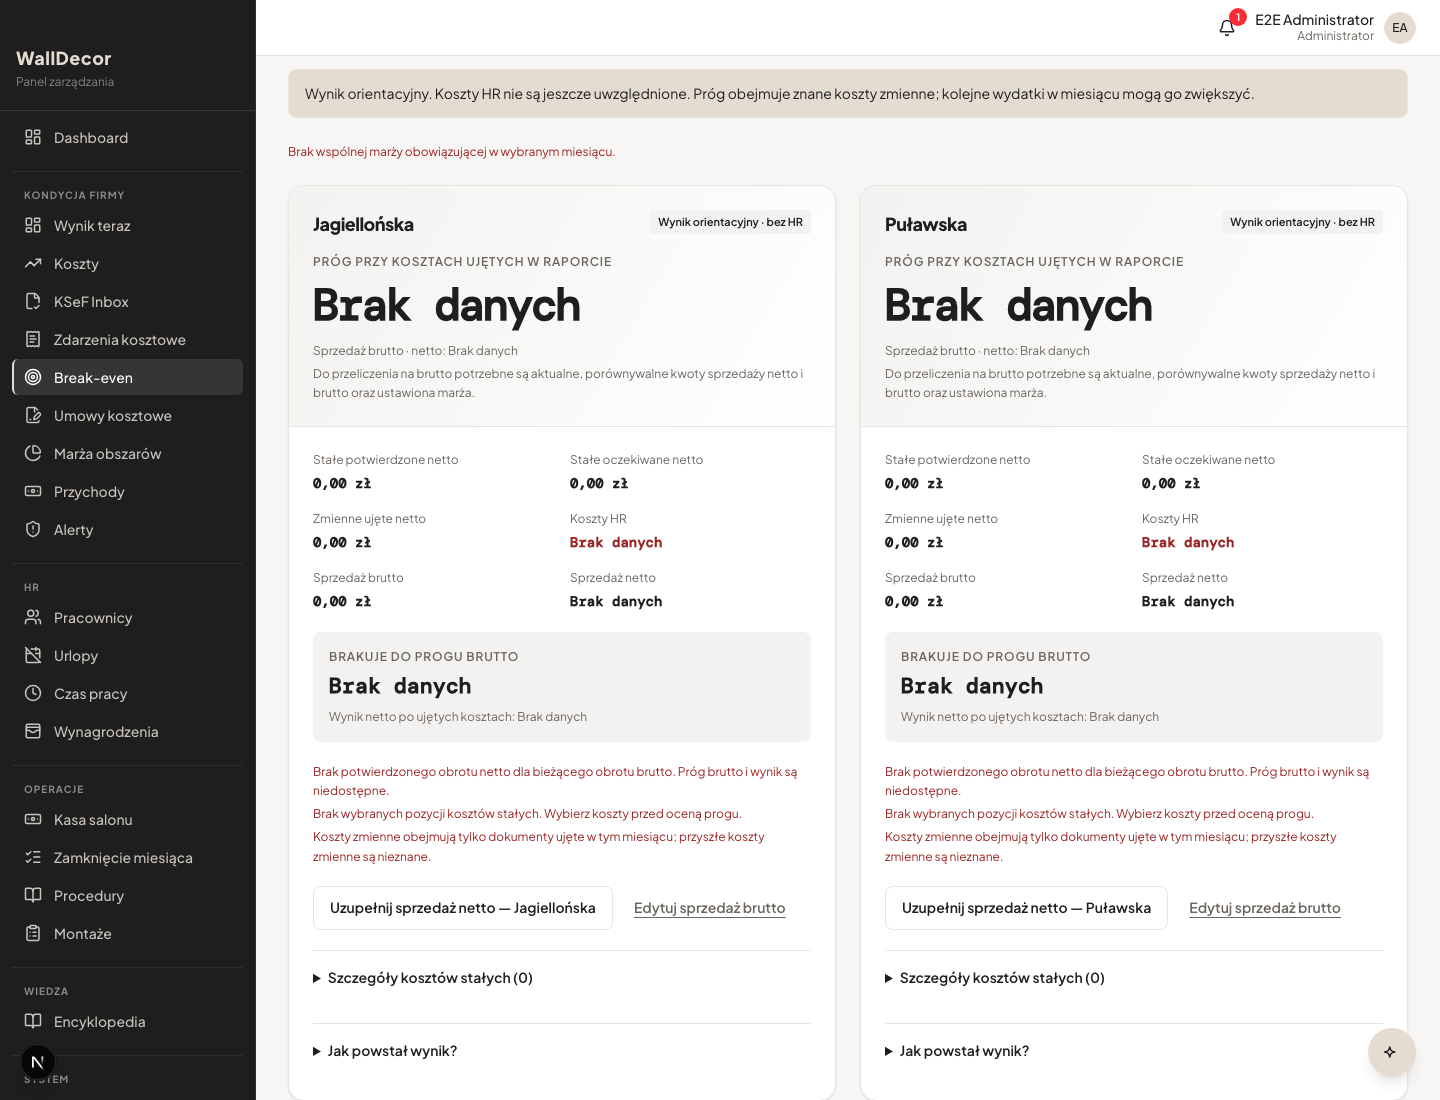 WallDecor
Panel zarządzania
Dashboard
KONDYCJA FIRMY
Wynik teraz
Koszty
KSeF Inbox
Zdarzenia kosztowe
Break-even
Umowy kosztowe
Marża obszarów
Przychody
Alerty
HR
Pracownicy
Urlopy
Czas pracy
Wynagrodzenia
OPERACJE
Kasa salonu
Zamknięcie miesiąca
Procedury
Montaże
WIEDZA
Encyklopedia
N
SYSTEM
1
E2E Administrator
Administrator
EA
Wynik orientacyjny. Koszty HR nie są jeszcze uwzględnione. Próg obejmuje znane koszty zmienne; kolejne wydatki w miesiącu mogą go zwiększyć.
Brak wspólnej marży obowiązującej w wybranym miesiącu.
Jagiellońska
Wynik orientacyjny · bez HR
PRÓG PRZY KOSZTACH UJĘTYCH W RAPORCIE
Brak danych
Sprzedaż brutto · netto: Brak danych
Do przeliczenia na brutto potrzebne są aktualne, porównywalne kwoty sprzedaży netto i
brutto oraz ustawiona marża.
Stałe potwierdzone netto
0,00 zł
Stałe oczekiwane netto
0,00 zł
Zmienne ujęte netto
0,00 zł
Koszty HR
Brak danych
Sprzedaż brutto
0,00 zł
Sprzedaż netto
Brak danych
BRAKUJE DO PROGU BRUTTO
Brak danych
Wynik netto po ujętych kosztach: Brak danych
Brak potwierdzonego obrotu netto dla bieżącego obrotu brutto. Próg brutto i wynik są
niedostępne.
Brak wybranych pozycji kosztów stałych. Wybierz koszty przed oceną progu.
Koszty zmienne obejmują tylko dokumenty ujęte w tym miesiącu; przyszłe koszty
zmienne są nieznane.
Uzupełnij sprzedaż netto — Jagiellońska
Edytuj sprzedaż brutto
Szczegóły kosztów stałych (0)
Jak powstał wynik?
Puławska
Wynik orientacyjny · bez HR
PRÓG PRZY KOSZTACH UJĘTYCH W RAPORCIE
Brak danych
Sprzedaż brutto · netto: Brak danych
Do przeliczenia na brutto potrzebne są aktualne, porównywalne kwoty sprzedaży netto i
brutto oraz ustawiona marża.
Stałe potwierdzone netto
0,00 zł
Stałe oczekiwane netto
0,00 zł
Zmienne ujęte netto
0,00 zł
Koszty HR
Brak danych
Sprzedaż brutto
0,00 zł
Sprzedaż netto
Brak danych
BRAKUJE DO PROGU BRUTTO
Brak danych
Wynik netto po ujętych kosztach: Brak danych
Brak potwierdzonego obrotu netto dla bieżącego obrotu brutto. Próg brutto i wynik są
niedostępne.
Brak wybranych pozycji kosztów stałych. Wybierz koszty przed oceną progu.
Koszty zmienne obejmują tylko dokumenty ujęte w tym miesiącu; przyszłe koszty
zmienne są nieznane.
Uzupełnij sprzedaż netto — Puławska
Edytuj sprzedaż brutto
Szczegóły kosztów stałych (0)
Jak powstał wynik?